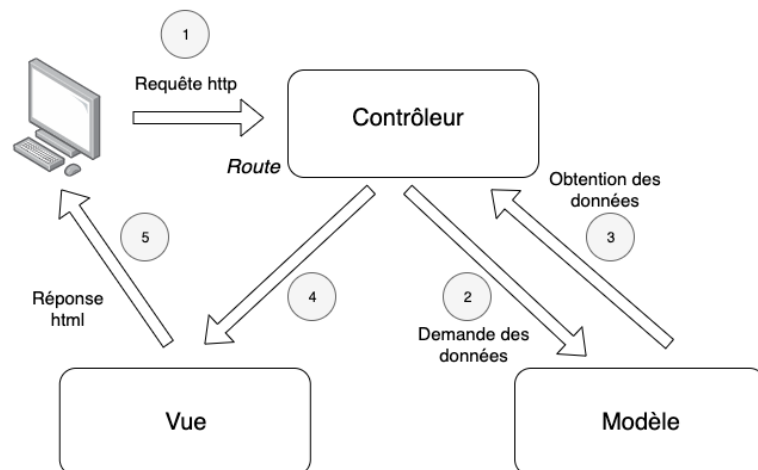 1
Requête http
Contrôleur
Route
Obtention des
données
3
5
4
2
Réponse
html
Demande des
données
Vue
Modèle